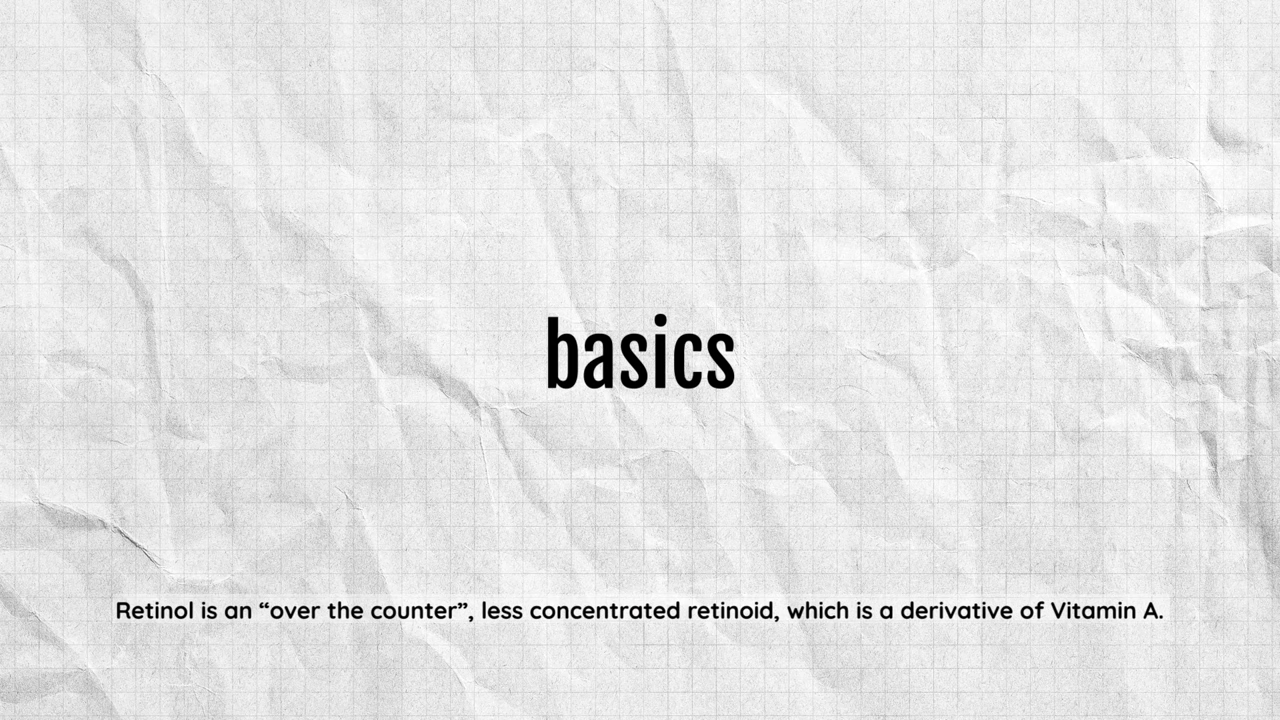 basics
Retinol is an “over the counter”, less concentrated retinoid, which is a derivative of Vitamin A.